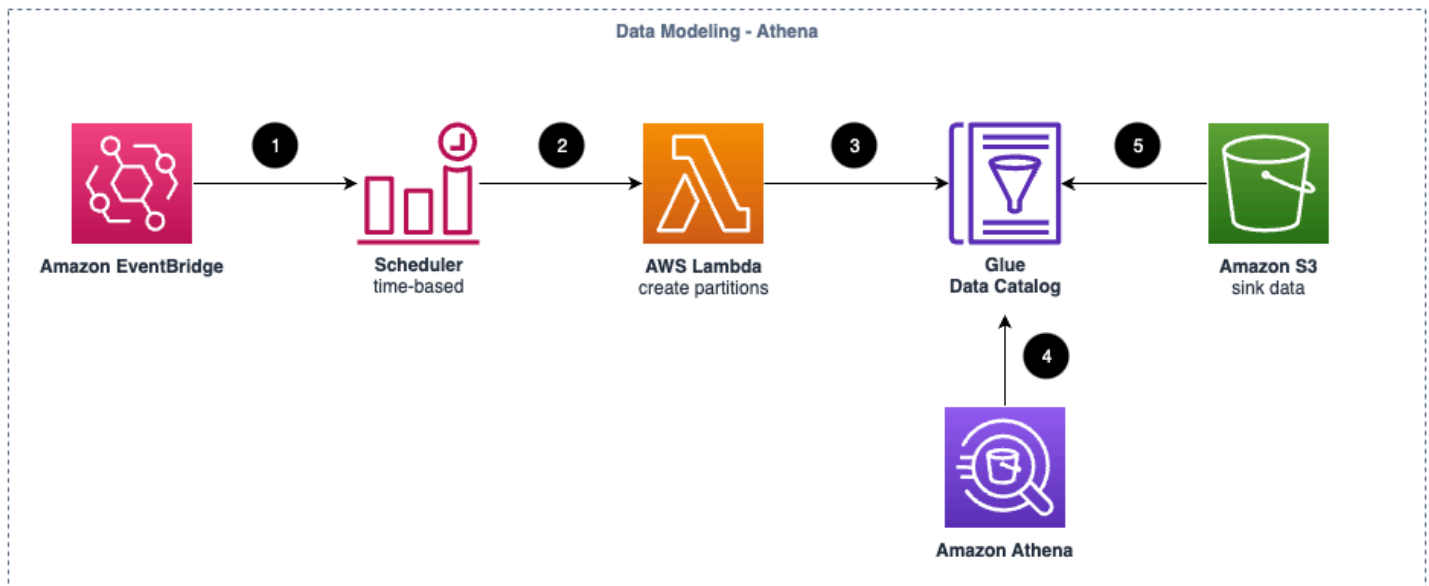 Data Modeling - Athena
1
2
3
5
Amazon EventBridge
Scheduler
time-based
AWS Lambda
create partitions
Glue
Data Catalog
Amazon S3
sink data
4
Amazon Athena